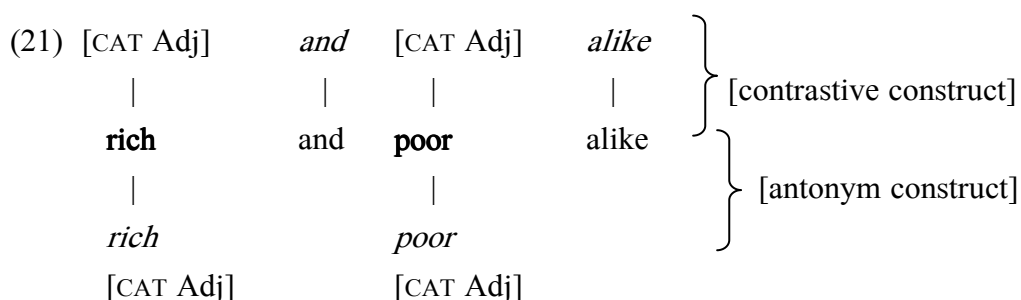 (21) [CAT Adj] and [CAT Adj] alike
| | | |
[contrastive construct]
rich and poor alike
| |
[antonym construct]
rich poor
[CAT Adj] [CAT Adj]